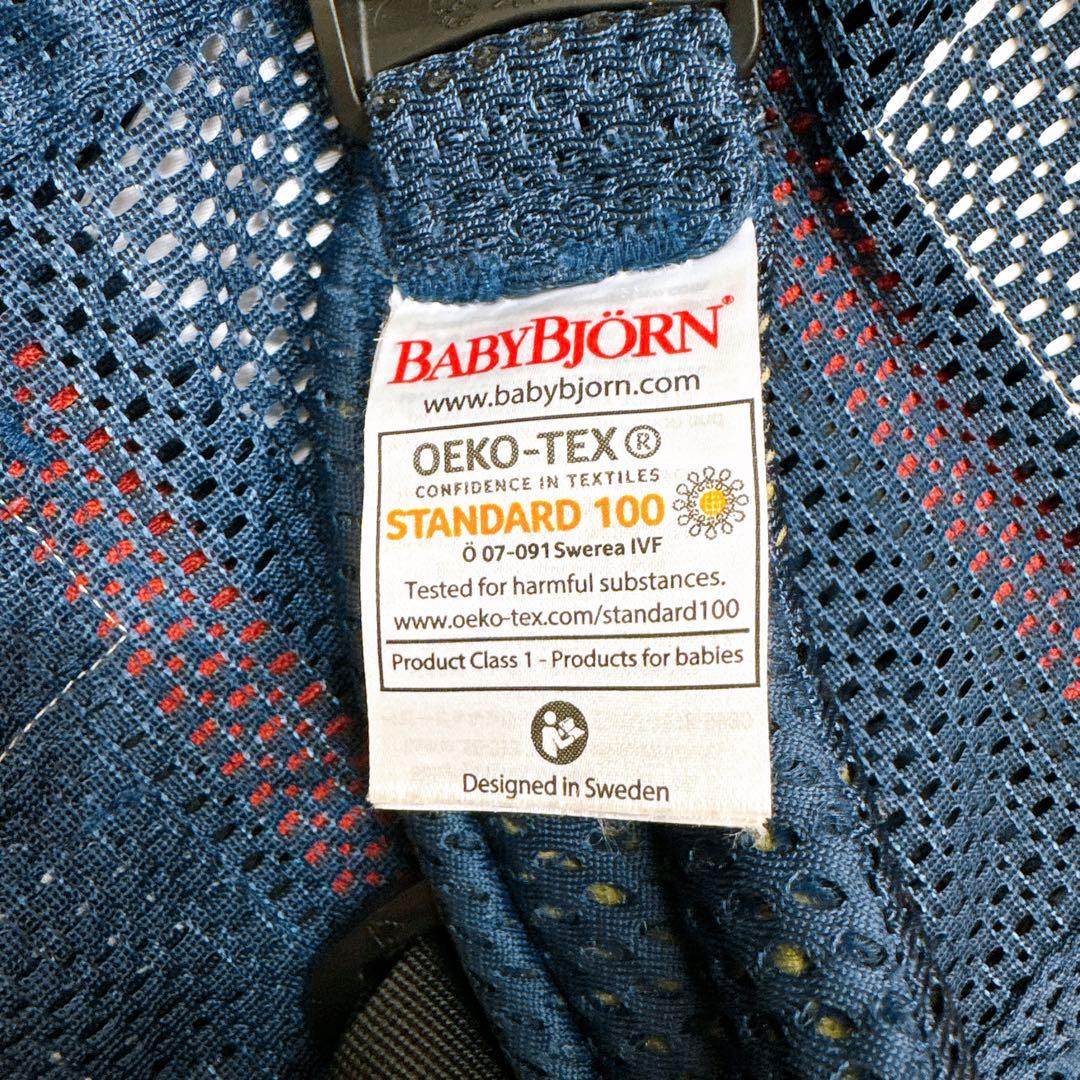 BABYBJÖRN®
www.babybjorn.com
OEKO-TEX®
CONFIDENCE IN TEXTILES
STANDARD 100
Ö 07-091 Swerea IVF
Tested for harmful substances.
www.oeko-tex.com/standard100
Product Class 1 - Products for babies
Designed in Sweden